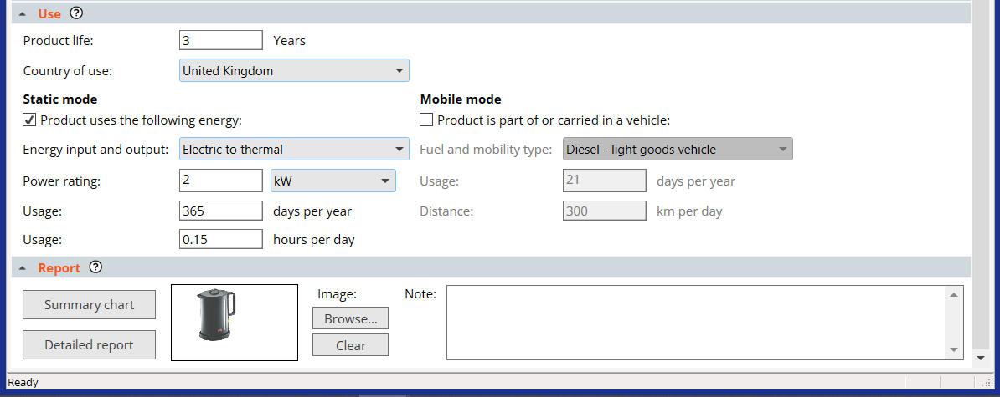 Use ?
Product life: 3 Years
Country of use: United Kingdom
Static mode Mobile mode
Product uses the following energy: Product is part of or carried in a vehicle:
Energy input and output: Electric to thermal Fuel and mobility type: Diesel - light goods vehicle
Power rating: 2 kW Usage: 21 days per year
Usage: 365 days per year Distance: 300 km per day
Usage: 0.15 hours per day
Report ?
Summary chart Image: Note:
Browse...
Detailed report Clear
Ready